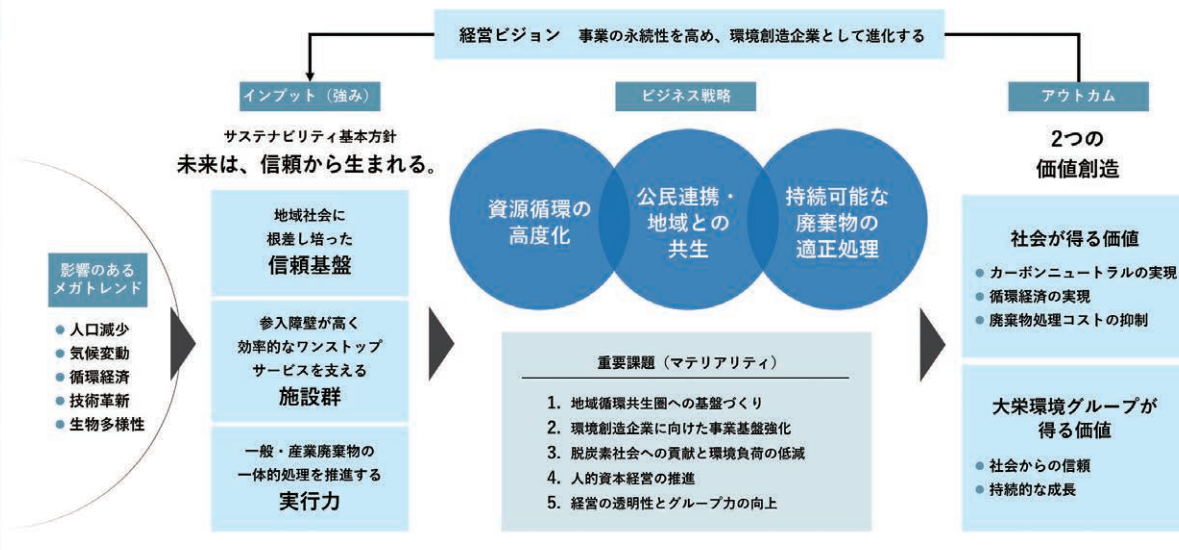 経営ビジョン 事業の永続性を高め、環境創造企業として進化する
影響のある
メガトレンド
人口減少
気候変動
循環経済
技術革新
生物多様性
インプット（強み）
サステナビリティ基本方針
未来は、信頼から生まれる。
地域社会に
根差し培った
信頼基盤
参入障壁が高く
効率的なワンストップ
サービスを支える
施設群
一般・産業廃棄物の
一体的処理を推進する
実行力
ビジネス戦略
資源循環の
高度化
公民連携・
地域との
共生
持続可能な
廃棄物の
適正処理
重要課題（マテリアリティ）
1. 地域循環共生圏への基盤づくり
2. 環境創造企業に向けた事業基盤強化
3. 脱炭素社会への貢献と環境負荷の低減
4. 人的資本経営の推進
5. 経営の透明性とグループ力の向上
アウトカム
2つの
価値創造
社会が得る価値
カーボンニュートラルの実現
循環経済の実現
廃棄物処理コストの抑制
大栄環境グループが
得る価値
社会からの信頼
持続的な成長